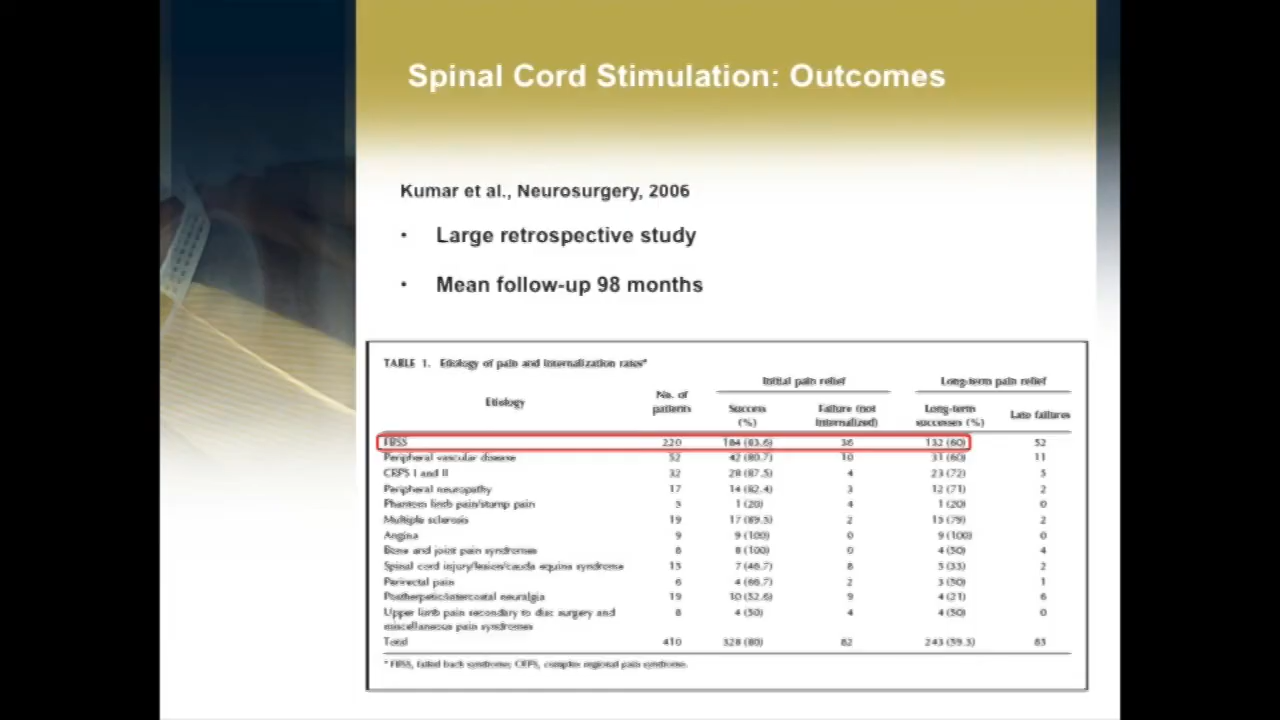 Spinal Cord Stimulation: Outcomes
Kumar et al., Neurosurgery, 2006
• Large retrospective study
• Mean follow-up 98 months
TABLE 1. Etiology of pain and internalization rates*
Initial pain relief Long-term pain relief
Etiology No. of patients Success (%) Failure (not internalized) Long-term successes (%) Late failures
FBSS 220 184 (83.6) 36 132 (60) 52
Peripheral vascular disease 52 42 (80.7) 10 31 (60) 11
CRPS I and II 32 28 (87.5) 4 23 (72) 5
Peripheral neuropathy 17 14 (82.4) 3 12 (71) 2
Phantom limb pain/stump pain 5 1 (20) 4 1 (20) 0
Multiple sclerosis 19 17 (89.5) 2 15 (79) 2
Angina 9 9 (100) 0 9 (100) 0
Bone and joint pain syndromes 8 8 (100) 0 4 (50) 4
Spinal cord injury/lesion/cauda equina syndrome 15 7 (46.7) 8 5 (33) 2
Perirectal pain 6 4 (66.7) 2 3 (50) 1
Postherpetic/intercostal neuralgia 19 10 (52.6) 9 4 (21) 6
Upper limb pain secondary to disc surgery and 8 4 (50) 4 4 (50) 0
miscellaneous pain syndromes
Total 410 328 (80) 82 243 (59.3) 85
* FBSS, failed back syndrome; CRPS, complex regional pain syndrome.